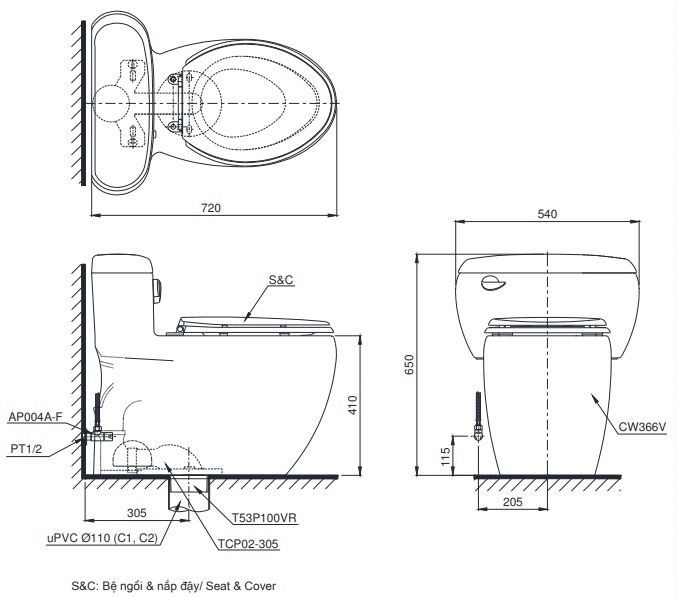 720
540
S&C
650
410
AP004A-F
PT1/2
CW366V
115
305
205
T53P100VR
uPVC Ø110 (C1, C2)
TCP02-305
S&C: Bệ ngồi & nắp đậy/ Seat & Cover